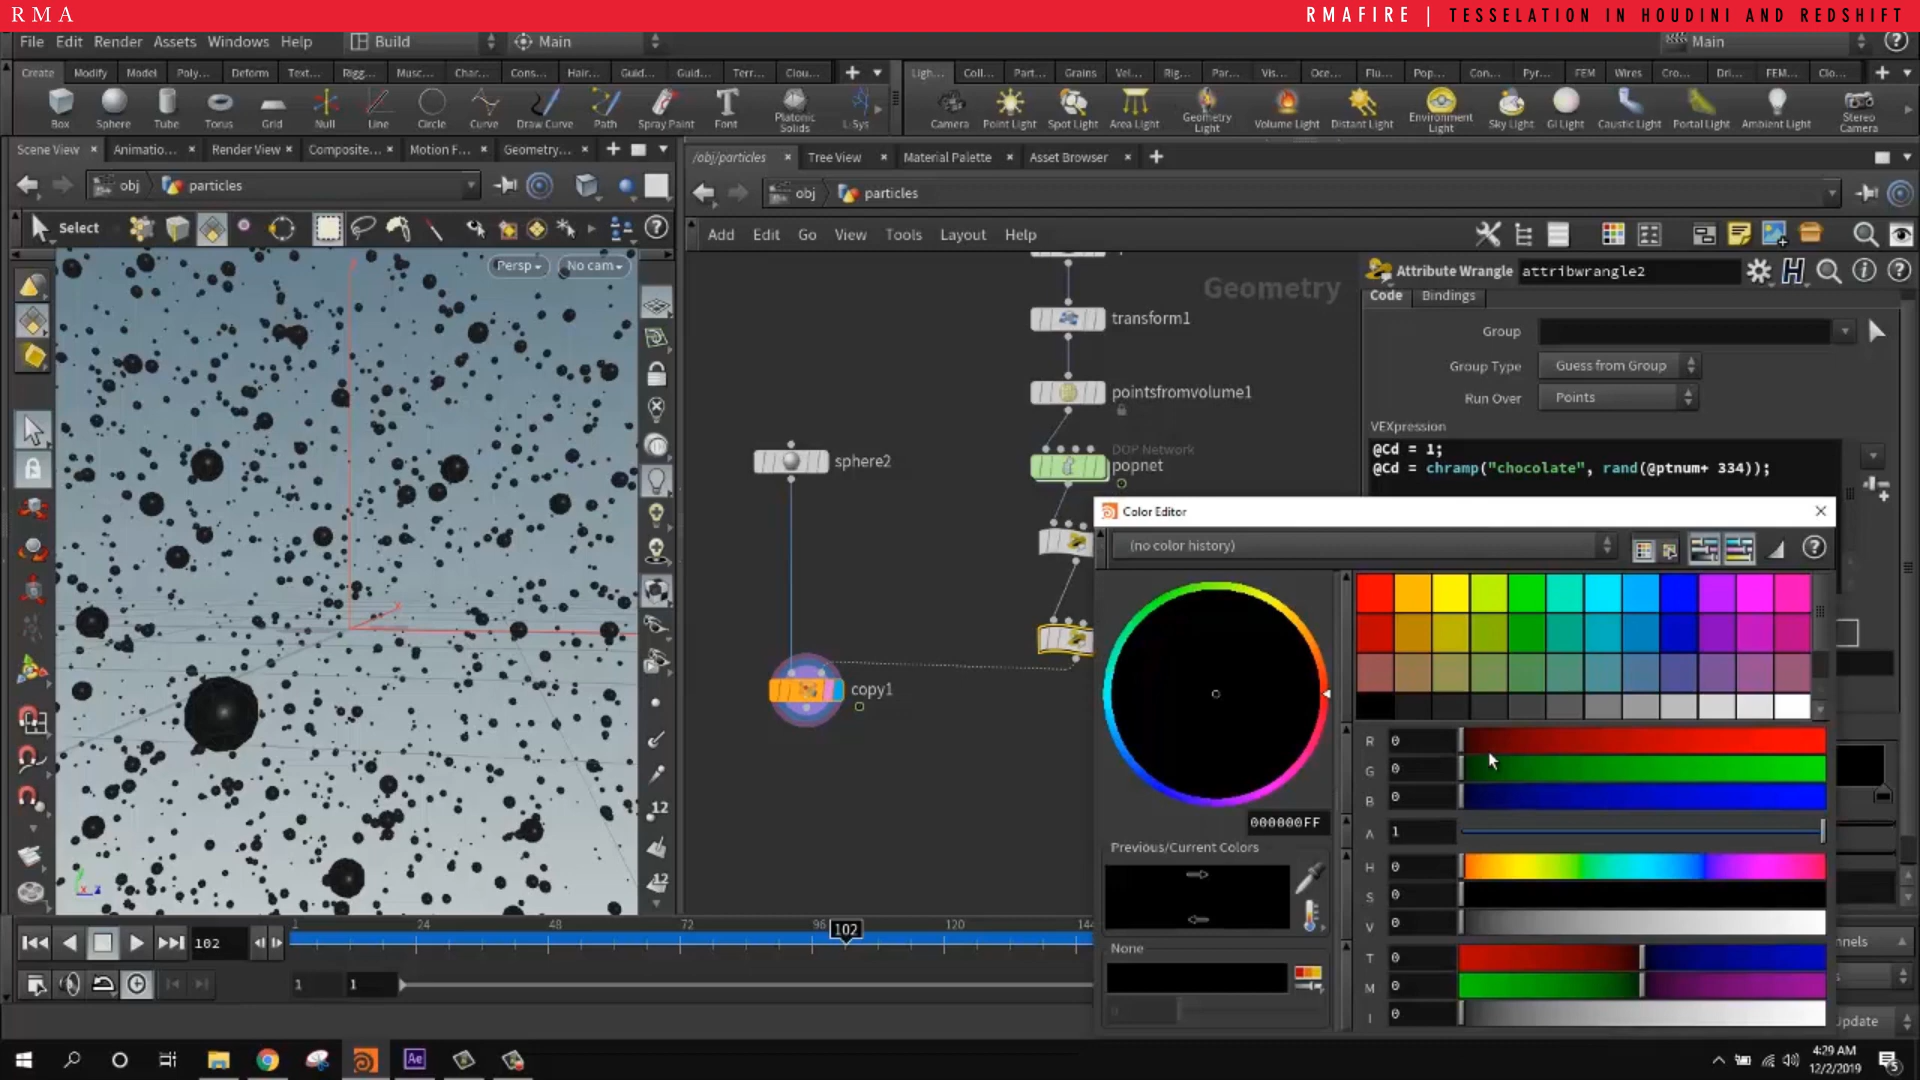 RMA
RMAFIRE | TESSELATION IN HOUDINI AND REDSHIFT
File Edit Render Assets Windows Help Build Main Main
Create Modify Model Poly... Deform Text... Rigg... Musc... Char... Cons... Hair... Guid... Guid... Terr... Clou...
Ligh... Coll... Part... Grains Vel... Rig... Par... Vis... Oce... Flu... Pop... Con... Pyr... FEM Wires Cro... Dri... FEM... Clo...
Box Sphere Tube Torus Grid Null Line Circle Curve Draw Curve Path Spray Paint Font Platonic Solids L-Sys
Camera Point Light Spot Light Area Light Geometry Light Volume Light Distant Light Environment Light Sky Light GI Light Caustic Light Portal Light Ambient Light Stereo Camera
Scene View Animatio... Render View Composite... Motion F... Geometry...
/obj/particles Tree View Material Palette Asset Browser
obj particles
obj particles
Select
Add Edit Go View Tools Layout Help
Persp No cam
Geometry
Attribute Wrangle attribwrangle2
Code Bindings
transform1
Group
Group Type Guess from Group
pointsfromvolume1
Run Over Points
VEXpression
@Cd = 1;
@Cd = chramp("chocolate", rand(@ptnum+ 334));
DOP Network
popnet
sphere2
copy1
Color Editor
(no color history)
R 0
G 0
B 0
000000FF
A 1
Previous/Current Colors
H 0
S 0
V 0
None
T 0
M 0
I 0
0
12
12
1 24 48 72 96 102 120 144
102
1 1
nnels
Update
Ae
4:29 AM
12/2/2019
5